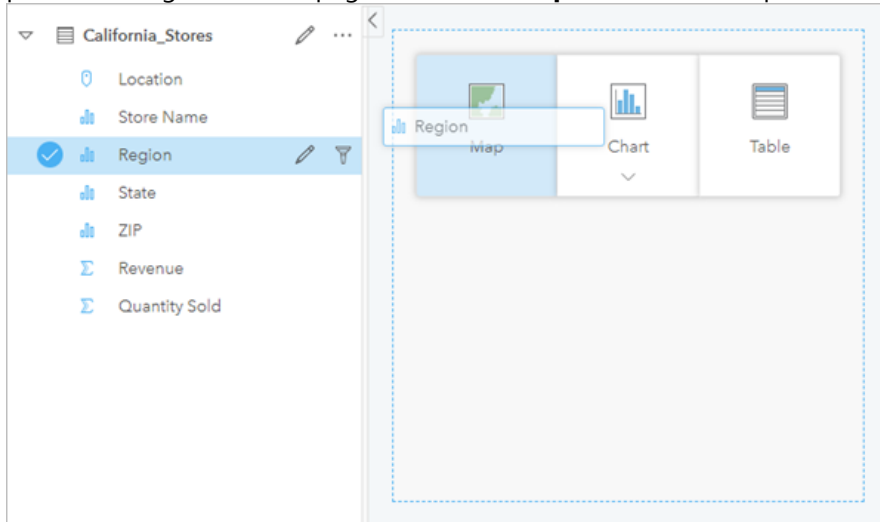 California_Stores
Location
Store Name
Region
State
ZIP
Revenue
Quantity Sold
Region
Map
Chart
Table